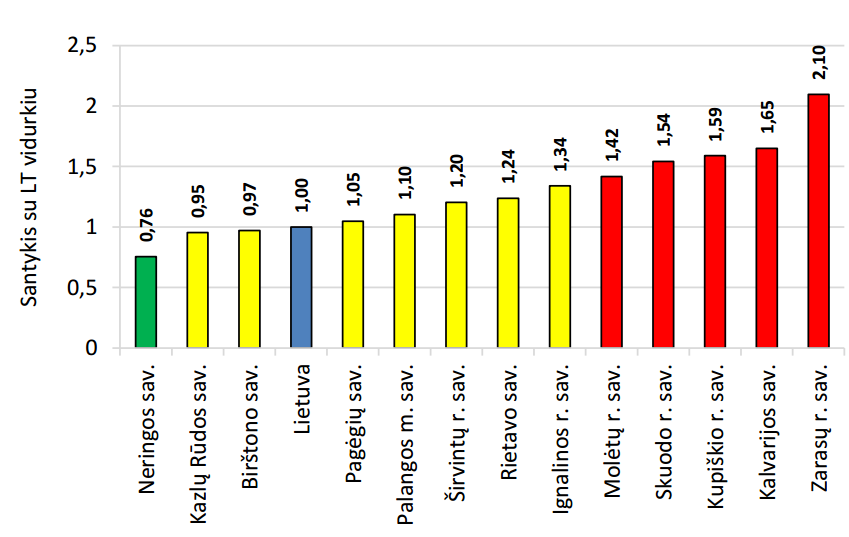 Santykis su LT vidurkiu
2,5
2
1,5
1
0,5
0
0,76
0,95
0,97
1,00
1,05
1,10
1,20
1,24
1,34
1,42
1,54
1,59
1,65
2,10
Neringos sav.
Kazlų Rūdos sav.
Birštono sav.
Lietuva
Pagėgių sav.
Palangos m. sav.
Širvintų r. sav.
Rietavo sav.
Ignalinos r. sav.
Molėtų r. sav.
Skuodo r. sav.
Kupiškio r. sav.
Kalvarijos sav.
Zarasų r. sav.